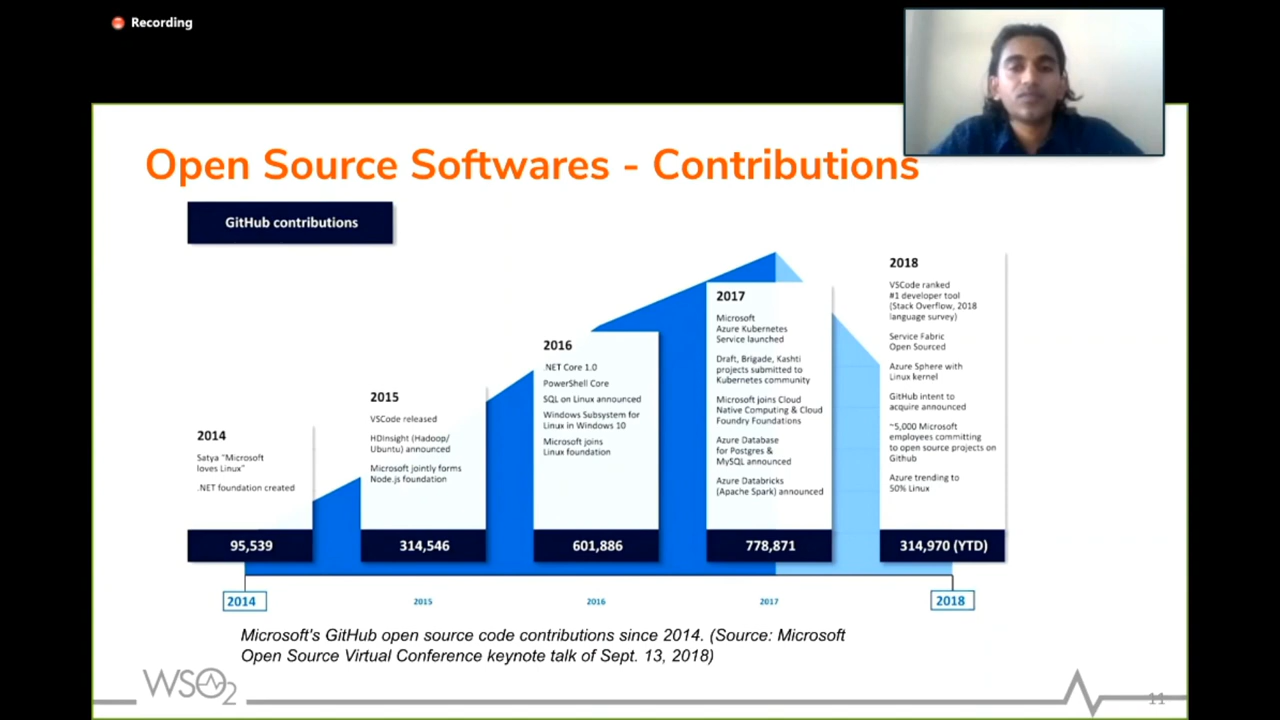 Recording
Open Source Softwares - Contributions
GitHub contributions
2014
Satya "Microsoft
loves Linux"
.NET foundation created
95,539
2015
VSCode released
HDInsight (Hadoop/
Ubuntu) announced
Microsoft jointly forms
Node.js foundation
314,546
2016
.NET Core 1.0
PowerShell Core
SQL on Linux announced
Windows Subsystem for
Linux in Windows 10
Microsoft joins
Linux foundation
601,886
2017
Microsoft
Azure Kubernetes
Service launched
Draft, Brigade, Kashti
projects submitted to
Kubernetes community
Microsoft joins Cloud
Native Computing & Cloud
Foundry Foundations
Azure Database
for Postgres &
MySQL announced
Azure Databricks
(Apache Spark) announced
778,871
2018
VSCode ranked
#1 developer tool
(Stack Overflow, 2018
language survey)
Service Fabric
Open Sourced
Azure Sphere with
Linux kernel
GitHub intent to
acquire announced
~5,000 Microsoft
employees committing
to open source projects on
Github
Azure trending to
50% Linux
314,970 (YTD)
2014
2015
2016
2017
2018
Microsoft's GitHub open source code contributions since 2014. (Source: Microsoft
Open Source Virtual Conference keynote talk of Sept. 13, 2018)
WSO2
11